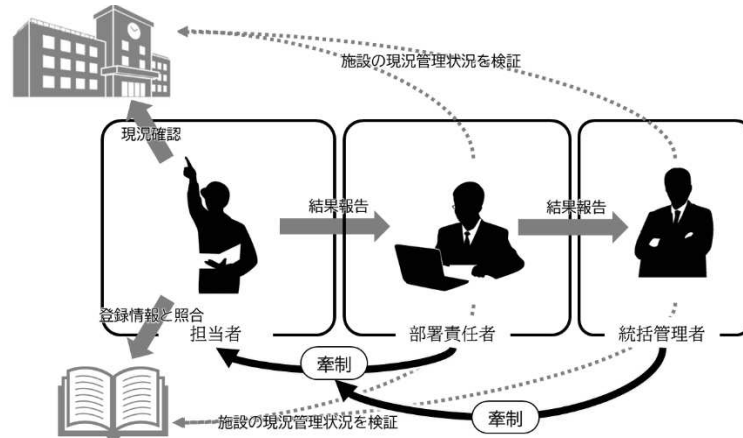 施設の現況管理状況を検証
現況確認
結果報告
結果報告
登録情報と照合
担当者
部署責任者
統括管理者
牽制
牽制
施設の現況管理状況を検証